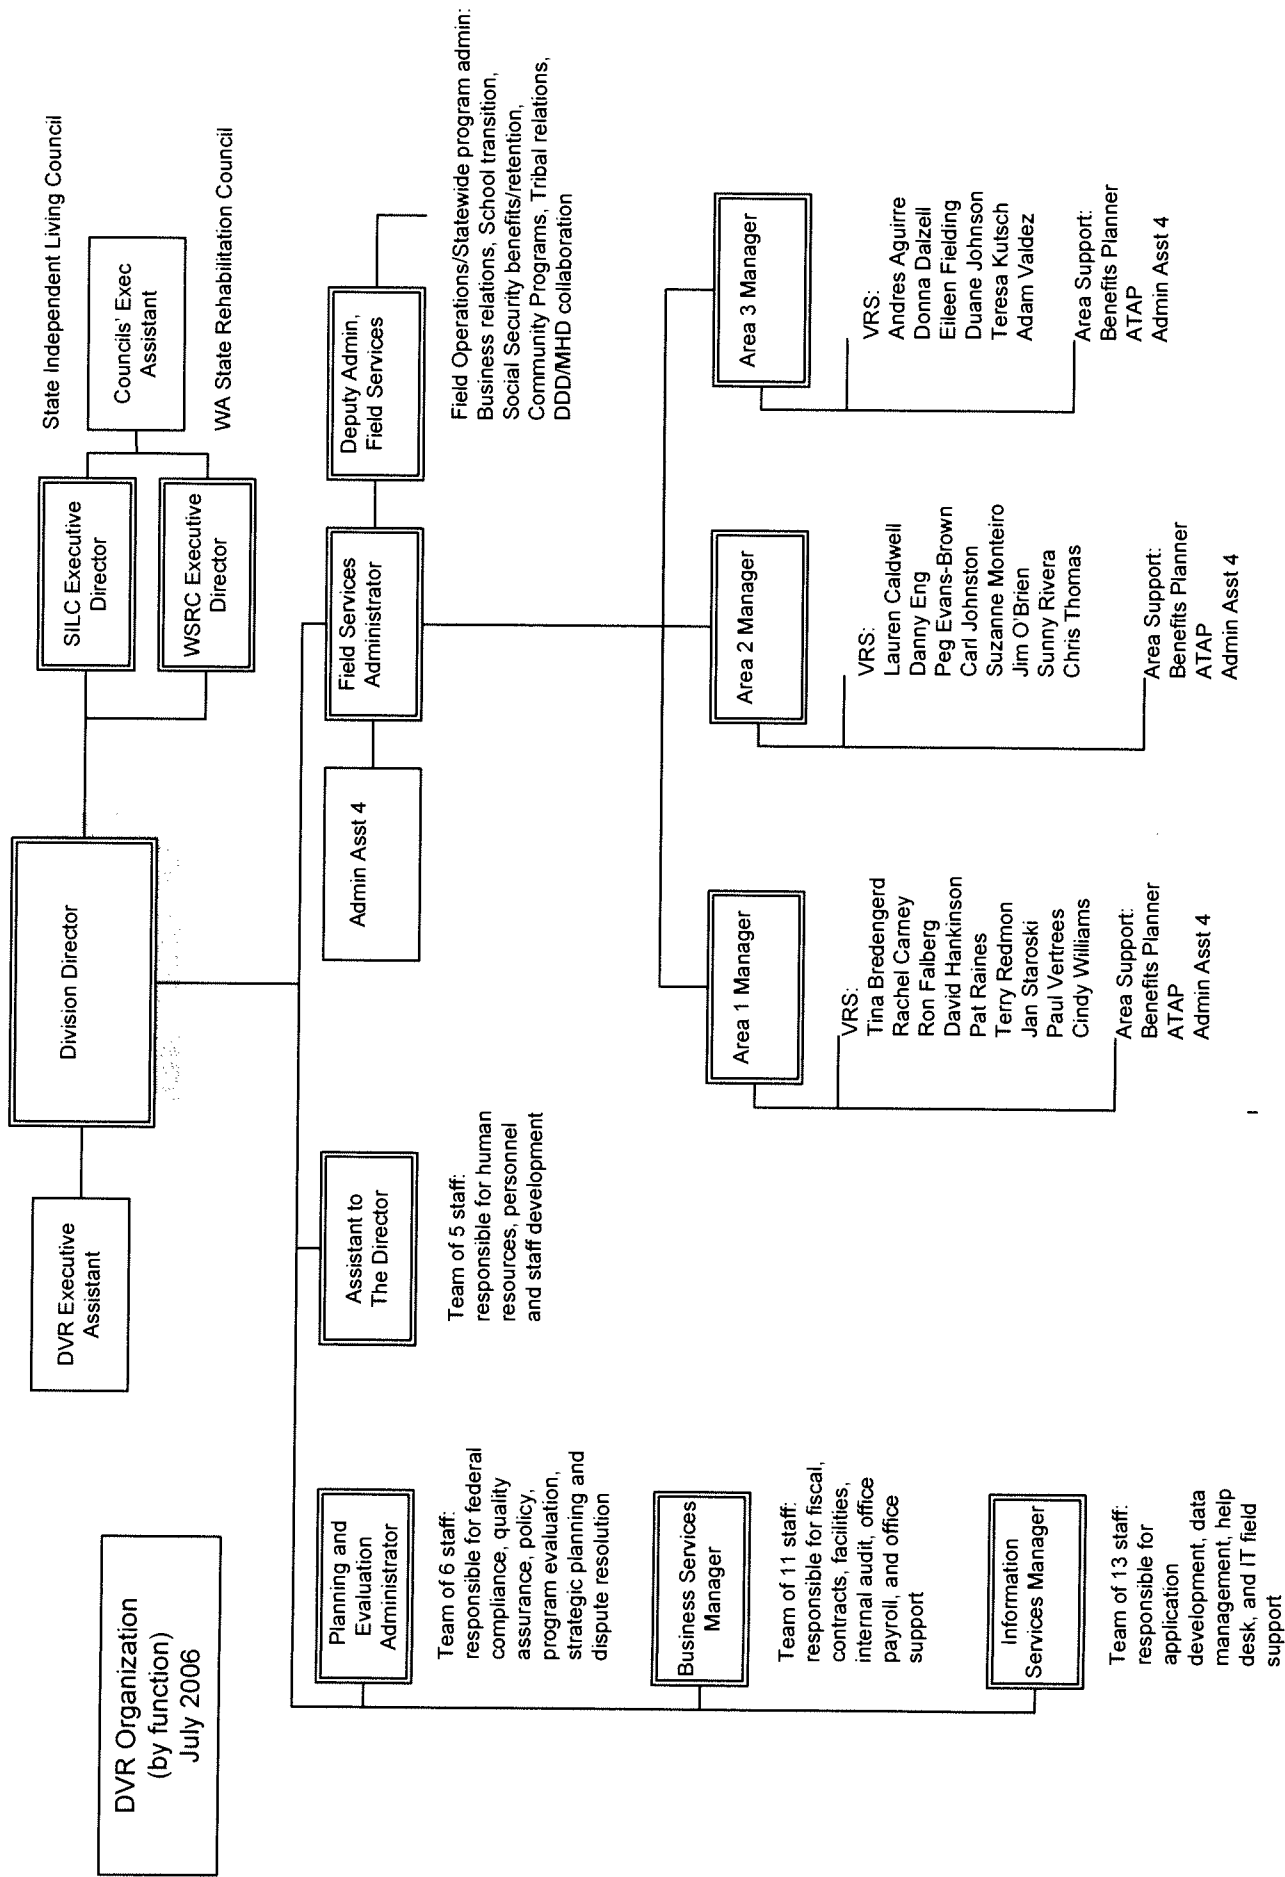 DVR Organization
(by function)
July 2006
DVR Executive
Assistant
Division Director
SILC Executive
Director
WSRC Executive
Director
State Independent Living Council
Councils' Exec
Assistant
WA State Rehabilitation Council
Planning and
Evaluation
Administrator
Team of 6 staff:
responsible for federal
compliance, quality
assurance, policy,
program evaluation,
strategic planning and
dispute resolution
Business Services
Manager
Team of 11 staff:
responsible for fiscal,
contracts, facilities,
internal audit, office
payroll, and office
support
Information
Services Manager
Team of 13 staff:
responsible for
application
development, data
management, help
desk, and IT field
support
Assistant to
The Director
Team of 5 staff:
responsible for human
resources, personnel
and staff development
Admin Asst 4
Field Services
Administrator
Deputy Admin,
Field Services
Field Operations/Statewide program admin:
Business relations, School transition,
Social Security benefits/retention,
Community Programs, Tribal relations,
DDD/MHD collaboration
Area 1 Manager
VRS:
Tina Bredengerd
Rachel Carney
Ron Falberg
David Hankinson
Pat Raines
Terry Redmon
Jan Staroski
Paul Vertrees
Cindy Williams
Area Support:
Benefits Planner
ATAP
Admin Asst 4
Area 2 Manager
VRS:
Lauren Caldwell
Danny Eng
Peg Evans-Brown
Carl Johnston
Suzanne Monteiro
Jim O'Brien
Sunny Rivera
Chris Thomas
Area Support:
Benefits Planner
ATAP
Admin Asst 4
Area 3 Manager
VRS:
Andres Aguirre
Donna Dalzell
Eileen Fielding
Duane Johnson
Teresa Kutsch
Adam Valdez
Area Support:
Benefits Planner
ATAP
Admin Asst 4